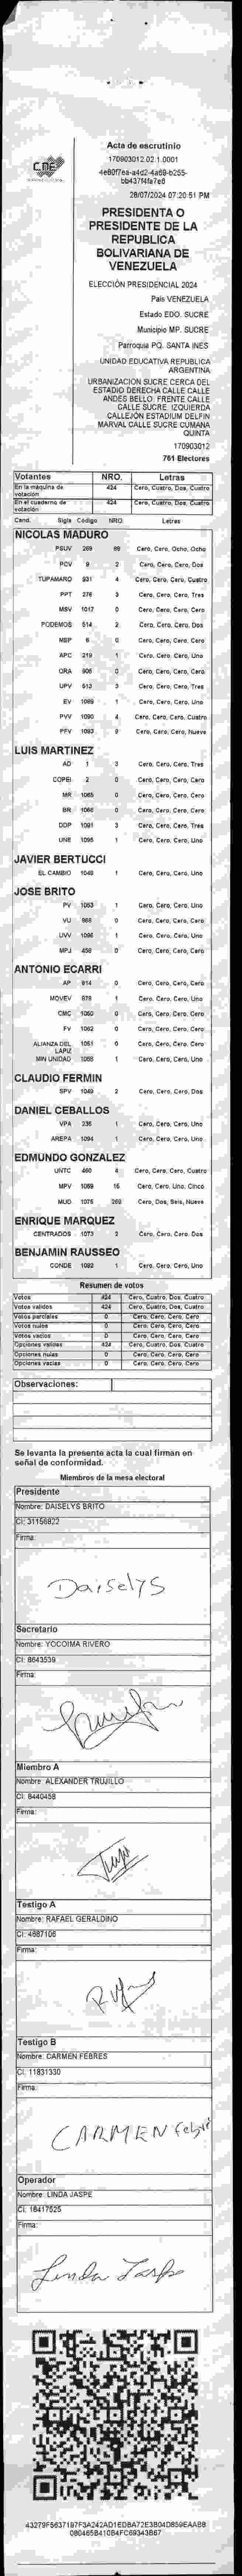 CNE
Acta de escrutinio
170903012.02.1.0001
28/07/2024 07:20:51 PM
PRESIDENTA O
PRESIDENTE DE LA
REPUBLICA
BOLIVARIANA DE
VENEZUELA
ELECCIÓN PRESIDENCIAL 2024
País VENEZUELA
Estado EDO. SUCRE
Municipio MP. SUCRE
Parroquia PQ. SANTA INES
UNIDAD EDUCATIVA REPUBLICA
ARGENTINA
URBANIZACION SUCRE CERCA DEL
ESTADIO DERECHA CALLE CALLE
ANDES BELLO. FRENTE CALLE
CALLE SUCRE. IZQUIERDA
CALLEJÓN ESTADIUM DELFIN
MARVAL CALLE SUCRE CUMANA
QUINTA
170903012
761 Electores
Votantes NRO. Letras
En la máquina de votación 424 Cero, Cuatro, Dos, Cuatro
En el cuaderno de votación 424 Cero, Cuatro, Dos, Cuatro
Cand. Sigla Código NRO. Letras
NICOLAS MADURO
PSUV 269 88 Cero, Cero, Ocho, Ocho
PCV 9 2 Cero, Cero, Cero, Dos
TUPAMARO 931 4 Cero, Cero, Cero, Cuatro
PPT 276 3 Cero, Cero, Cero, Tres
MSV 1017 0 Cero, Cero, Cero, Cero
PODEMOS 514 2 Cero, Cero, Cero, Dos
MEP 6 0 Cero, Cero, Cero, Cero
APC 219 1 Cero, Cero, Cero, Uno
ORA 906 0 Cero, Cero, Cero, Cero
UPV 613 3 Cero, Cero, Cero, Tres
EV 1089 1 Cero, Cero, Cero, Uno
PVV 1090 4 Cero, Cero, Cero, Cuatro
PFV 1093 9 Cero, Cero, Cero, Nueve
LUIS MARTINEZ
AD 1 3 Cero, Cero, Cero, Tres
COPEI 2 0 Cero, Cero, Cero, Cero
MR 1065 0 Cero, Cero, Cero, Cero
BR 1066 0 Cero, Cero, Cero, Cero
DDP 1091 3 Cero, Cero, Cero, Tres
UNE 1095 1 Cero, Cero, Cero, Uno
JAVIER BERTUCCI
EL CAMBIO 1049 1 Cero, Cero, Cero, Uno
JOSE BRITO
PV 1053 1 Cero, Cero, Cero, Uno
VU 968 0 Cero, Cero, Cero, Cero
UVV 1096 1 Cero, Cero, Cero, Uno
MPJ 458 0 Cero, Cero, Cero, Cero
ANTONIO ECARRI
AP 914 0 Cero, Cero, Cero, Cero
MOVEV 978 1 Cero, Cero, Cero, Uno
CMC 1050 0 Cero, Cero, Cero, Cero
FV 1062 0 Cero, Cero, Cero, Cero
ALIANZA DEL LAPIZ 1051 0 Cero, Cero, Cero, Cero
MIN UNIDAD 1056 1 Cero, Cero, Cero, Uno
CLAUDIO FERMIN
SPV 1043 2 Cero, Cero, Cero, Dos
DANIEL CEBALLOS
VPA 236 1 Cero, Cero, Cero, Uno
AREPA 1094 1 Cero, Cero, Cero, Uno
EDMUNDO GONZALEZ
UNTC 460 4 Cero, Cero, Cero, Cuatro
MPV 1069 15 Cero, Cero, Uno, Cinco
MUD 1075 269 Cero, Dos, Seis, Nueve
ENRIQUE MARQUEZ
CENTRADOS 1073 2 Cero, Cero, Cero, Dos
BENJAMIN RAUSSEO
CONDE 1092 1 Cero, Cero, Cero, Uno
Resumen de votos
Votos 424 Cero, Cuatro, Dos, Cuatro
Votos validos 424 Cero, Cuatro, Dos, Cuatro
Votos parciales 0 Cero, Cero, Cero, Cero
Votos nulos 0 Cero, Cero, Cero, Cero
Votos vacios 0 Cero, Cero, Cero, Cero
Opciones validas 424 Cero, Cuatro, Dos, Cuatro
Opciones nulas 0 Cero, Cero, Cero, Cero
Opciones vacias 0 Cero, Cero, Cero, Cero
Observaciones:
Se levanta la presente acta la cual firman en
señal de conformidad.
Miembros de la mesa electoral
Presidente
Nombre: DAISELYS BRITO
CI: 31156822
Firma:
Daiselys
Secretario
Nombre: YOCOIMA RIVERO
CI: 8643539
Firma:
Miembro A
Nombre: ALEXANDER TRUJILLO
CI: 8440458
Firma:
Testigo A
Nombre: RAFAEL GERALDINO
CI: 4687106
Firma:
Testigo B
Nombre: CARMEN FEBRES
CI: 11831330
Firma:
CARMEN Febre
Operador
Nombre: LINDA JASPE
CI: 18417525
Firma:
Linda Jaspe